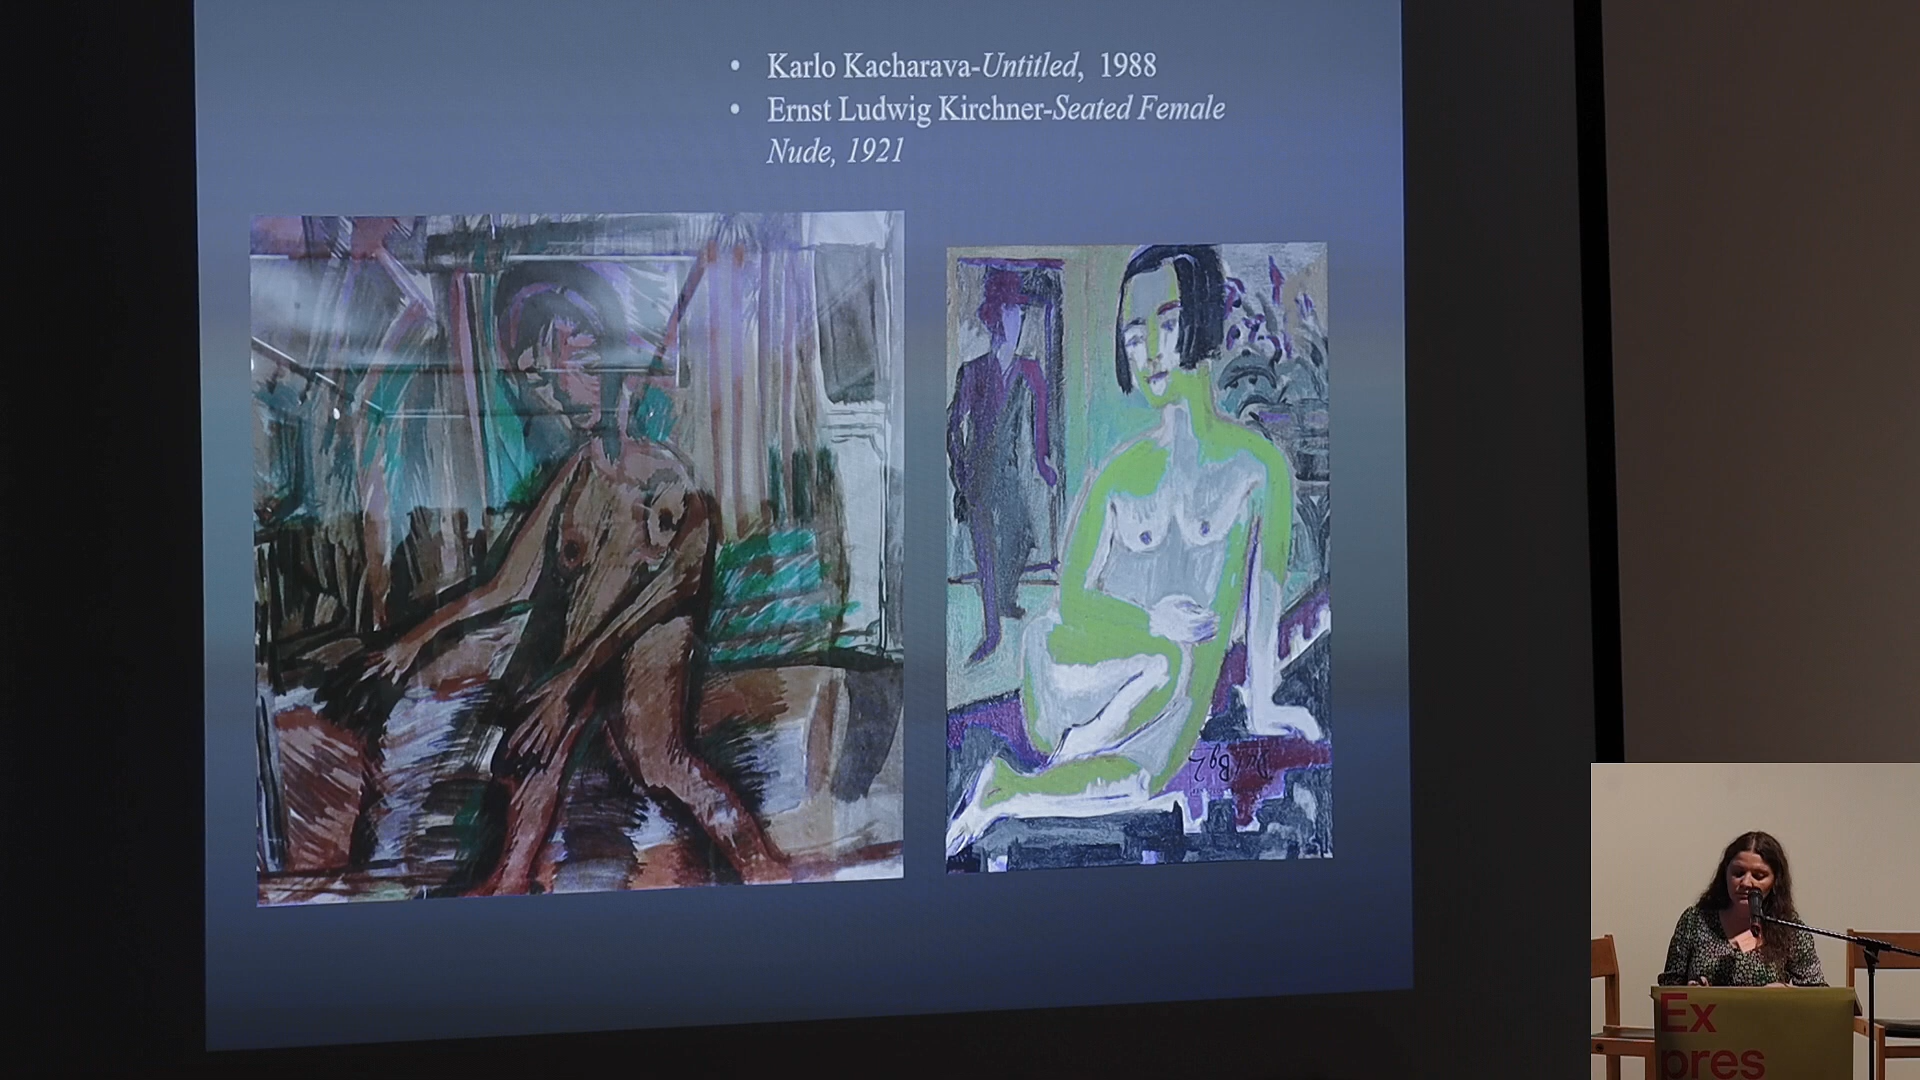 • Karlo Kacharava-Untitled, 1988
• Ernst Ludwig Kirchner-Seated Female
Nude, 1921
Ex
pres